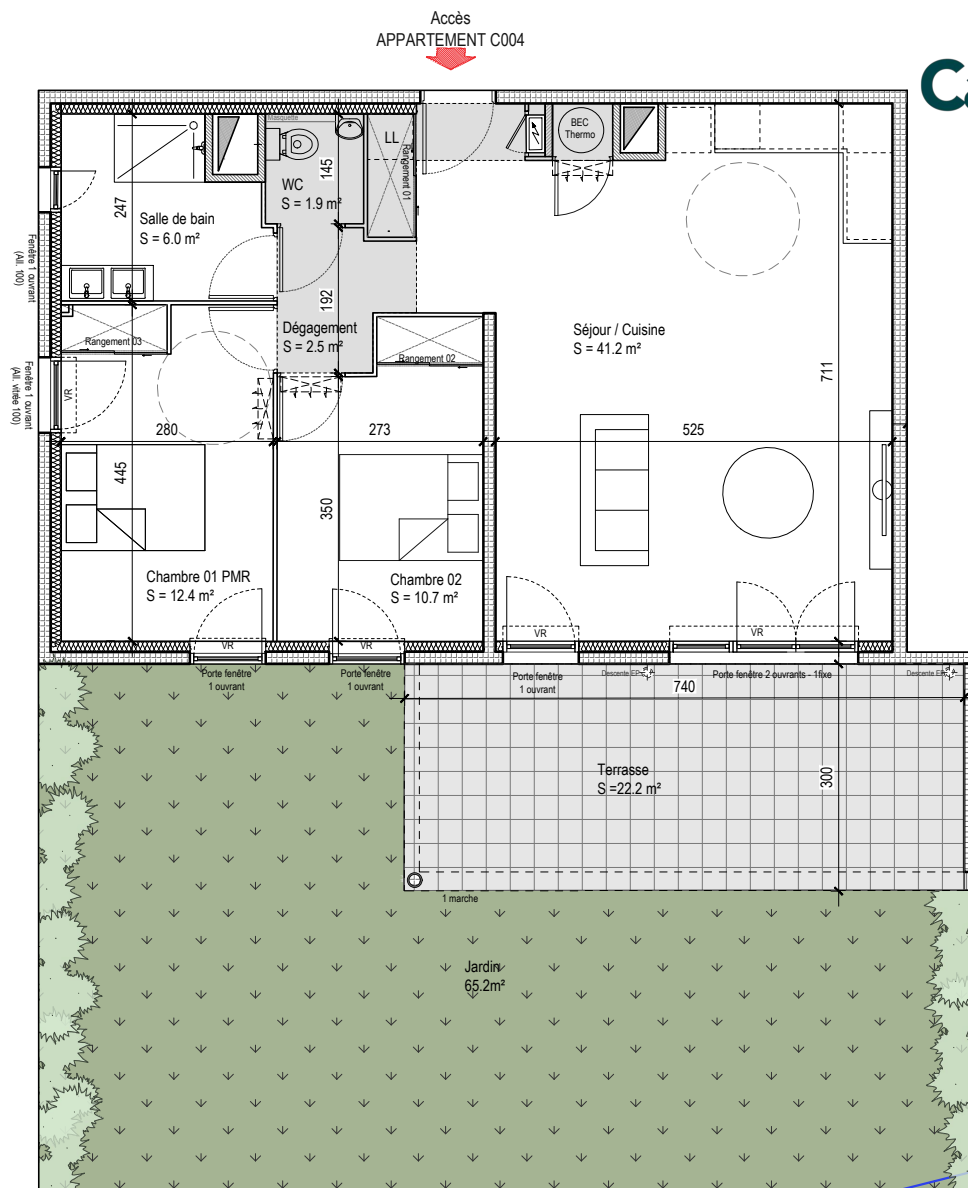 Accès
APPARTEMENT C004
Ca
Masquette
LL
Rangement 01
BEC
Thermo
145
WC
S = 1.9 m²
247
Salle de bain
S = 6.0 m²
Fenêtre 1 ouvrant
(All. 100)
192
Dégagement
S = 2.5 m²
Séjour / Cuisine
S = 41.2 m²
Rangement 03
Rangement 02
711
Fenêtre 1 ouvrant
(All. vitrée 100)
VR
280
273
525
445
350
Chambre 01 PMR
S = 12.4 m²
Chambre 02
S = 10.7 m²
VR
VR
VR
VR
Porte fenêtre
1 ouvrant
Porte fenêtre
1 ouvrant
Porte fenêtre
1 ouvrant
Descente EP
Porte fenêtre 2 ouvrants - 1fixe
Descente EP
740
Terrasse
S =22.2 m²
300
1 marche
Jardin
65.2m²